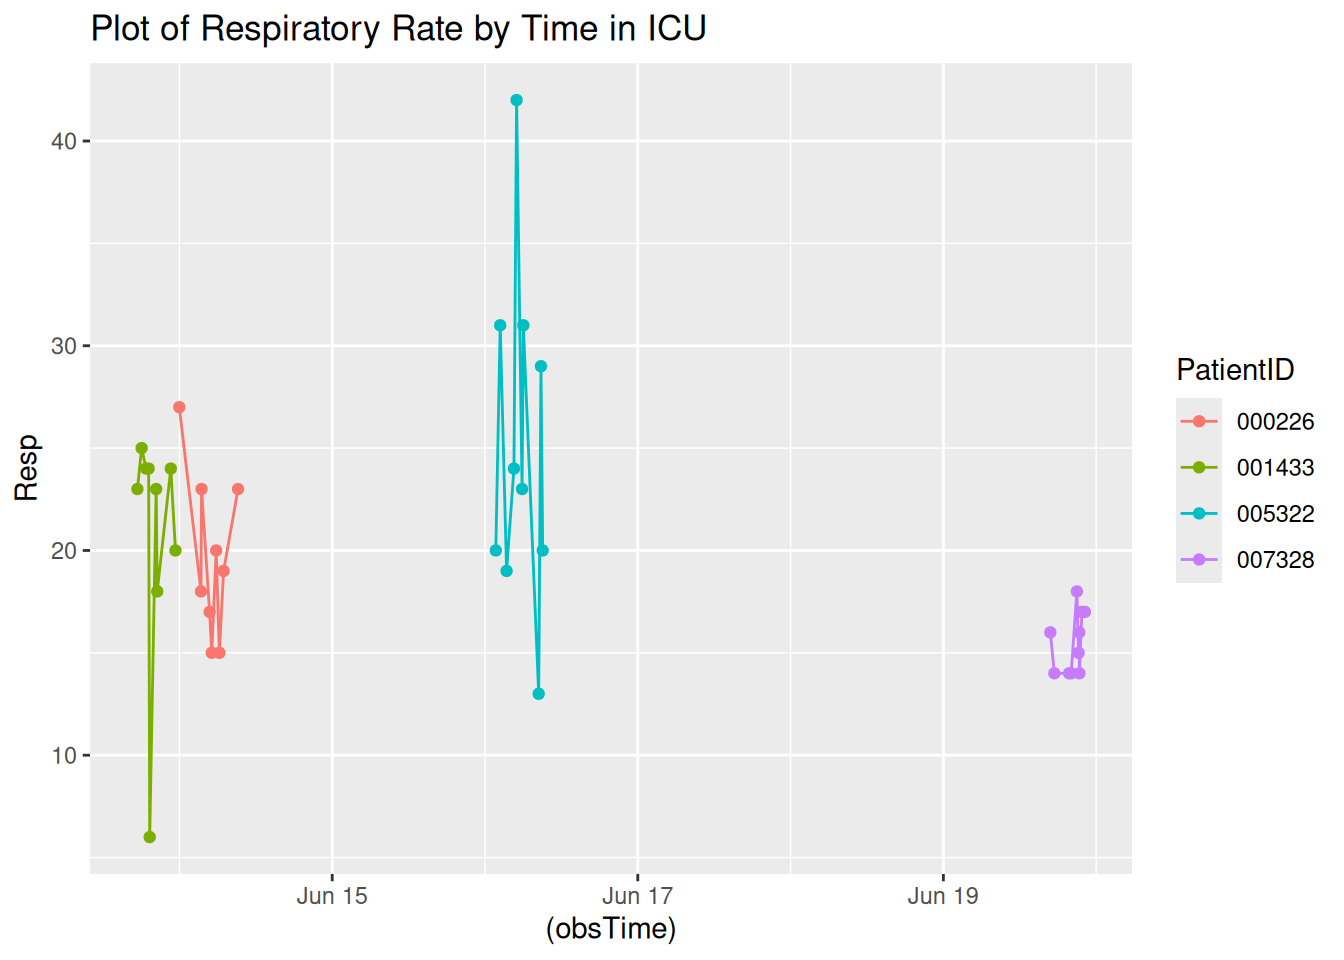 Plot of Respiratory Rate by Time in ICU
Resp
40
30
20
10
Jun 15
Jun 17
Jun 19
(obsTime)
PatientID
000226
001433
005322
007328